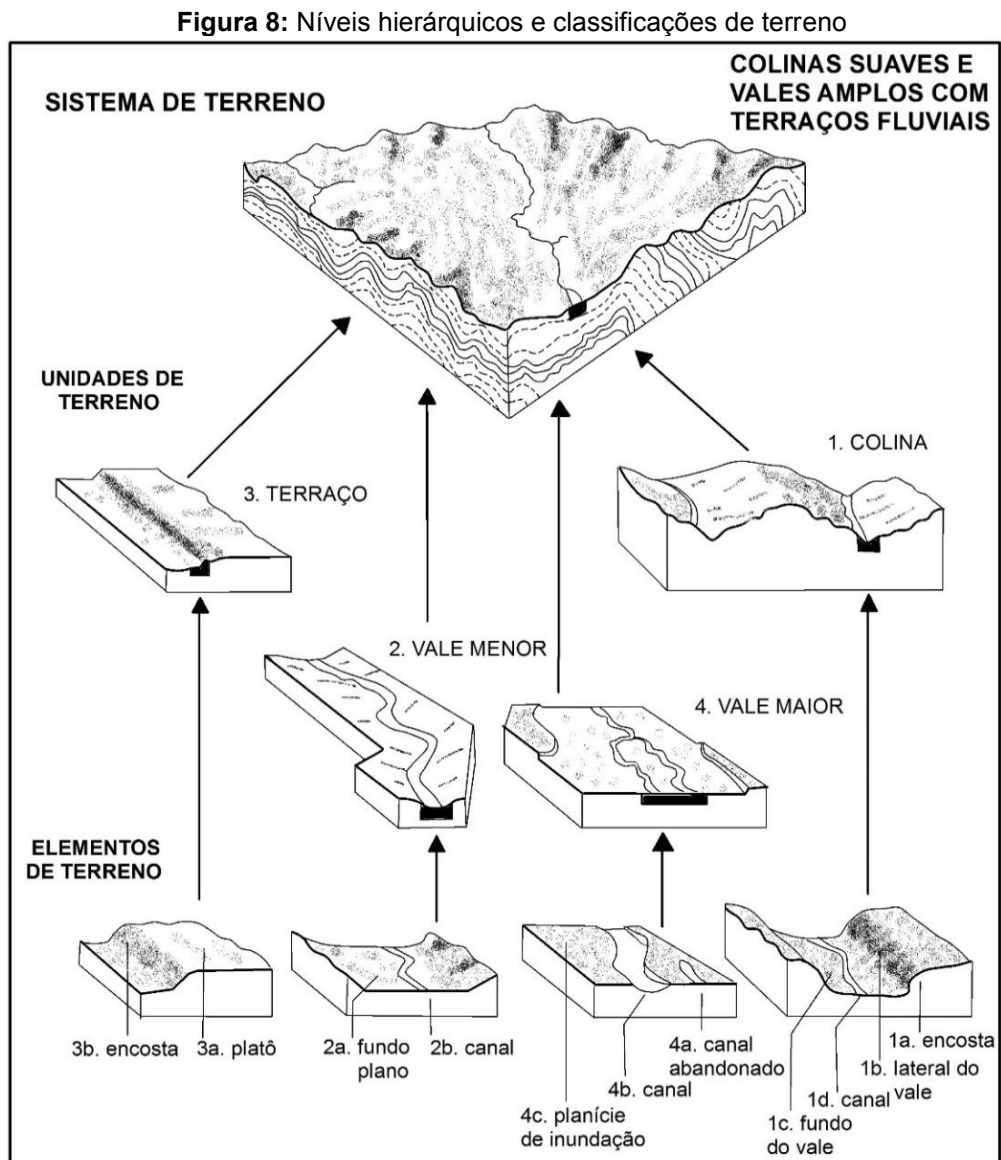 Figura 8: Níveis hierárquicos e classificações de terreno
SISTEMA DE TERRENO
COLINAS SUAVES E
VALES AMPLOS COM
TERRAÇOS FLUVIAIS
UNIDADES DE
TERRENO
1. COLINA
3. TERRAÇO
2. VALE MENOR
4. VALE MAIOR
ELEMENTOS
DE TERRENO
3b. encosta
3a. platô
2a. fundo
plano
2b. canal
4c. planície
de inundação
4b. canal
4a. canal
abandonado
1c. fundo
do vale
1d. canal
1a. encosta
1b. lateral do
vale